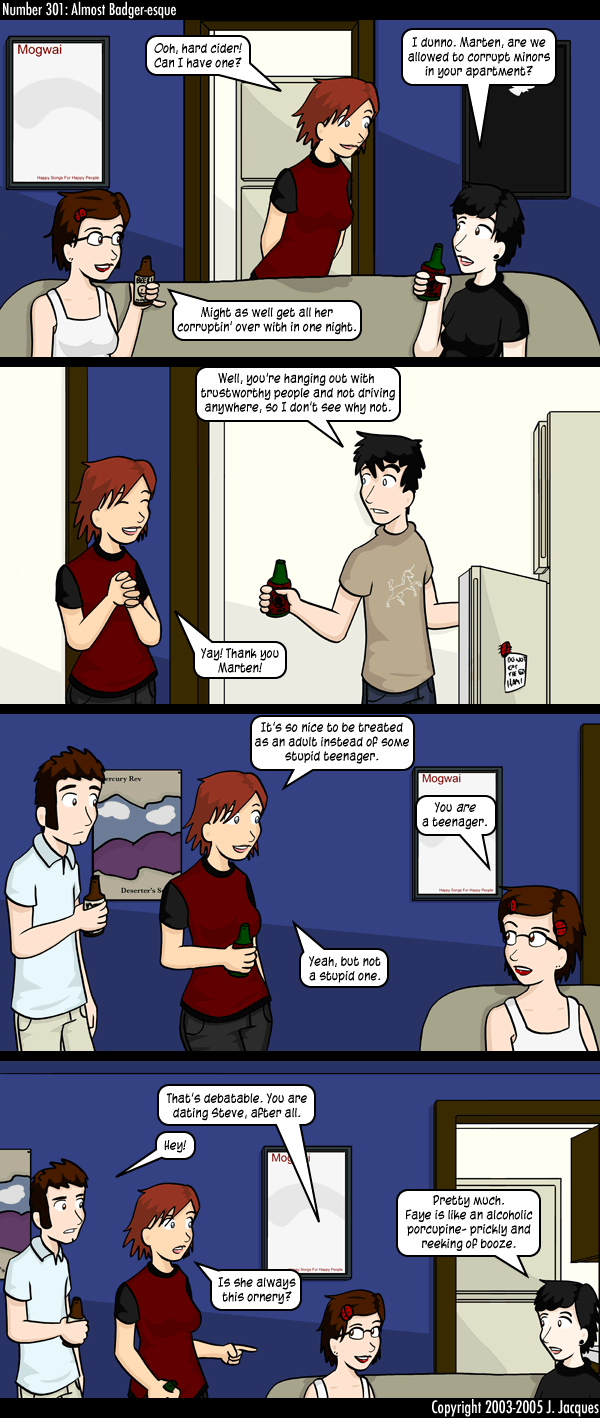 Number 301: Almost Badger-esque
Mogwai
Happy Songs For Happy People
Ooh, hard cider!
Can I have one?
I dunno. Marten, are we
allowed to corrupt minors
in your apartment?
Might as well get all her
corruptin' over with in one night.
Well, you're hanging out with
trustworthy people and not driving
anywhere, so I don't see why not.
Yay! Thank you
Marten!
DO NOT
EAT
THE
HAM!
It's so nice to be treated
as an adult instead of some
stupid teenager.
ercury Rev
Deserter's S
Mogwai
Happy Songs For Happy People
You are
a teenager.
Yeah, but not
a stupid one.
That's debatable. You are
dating Steve, after all.
Hey!
Mogwai
Happy Songs For Happy People
Is she always
this ornery?
Pretty much.
Faye is like an alcoholic
porcupine- prickly and
reeking of booze.
Copyright 2003-2005 J. Jacques